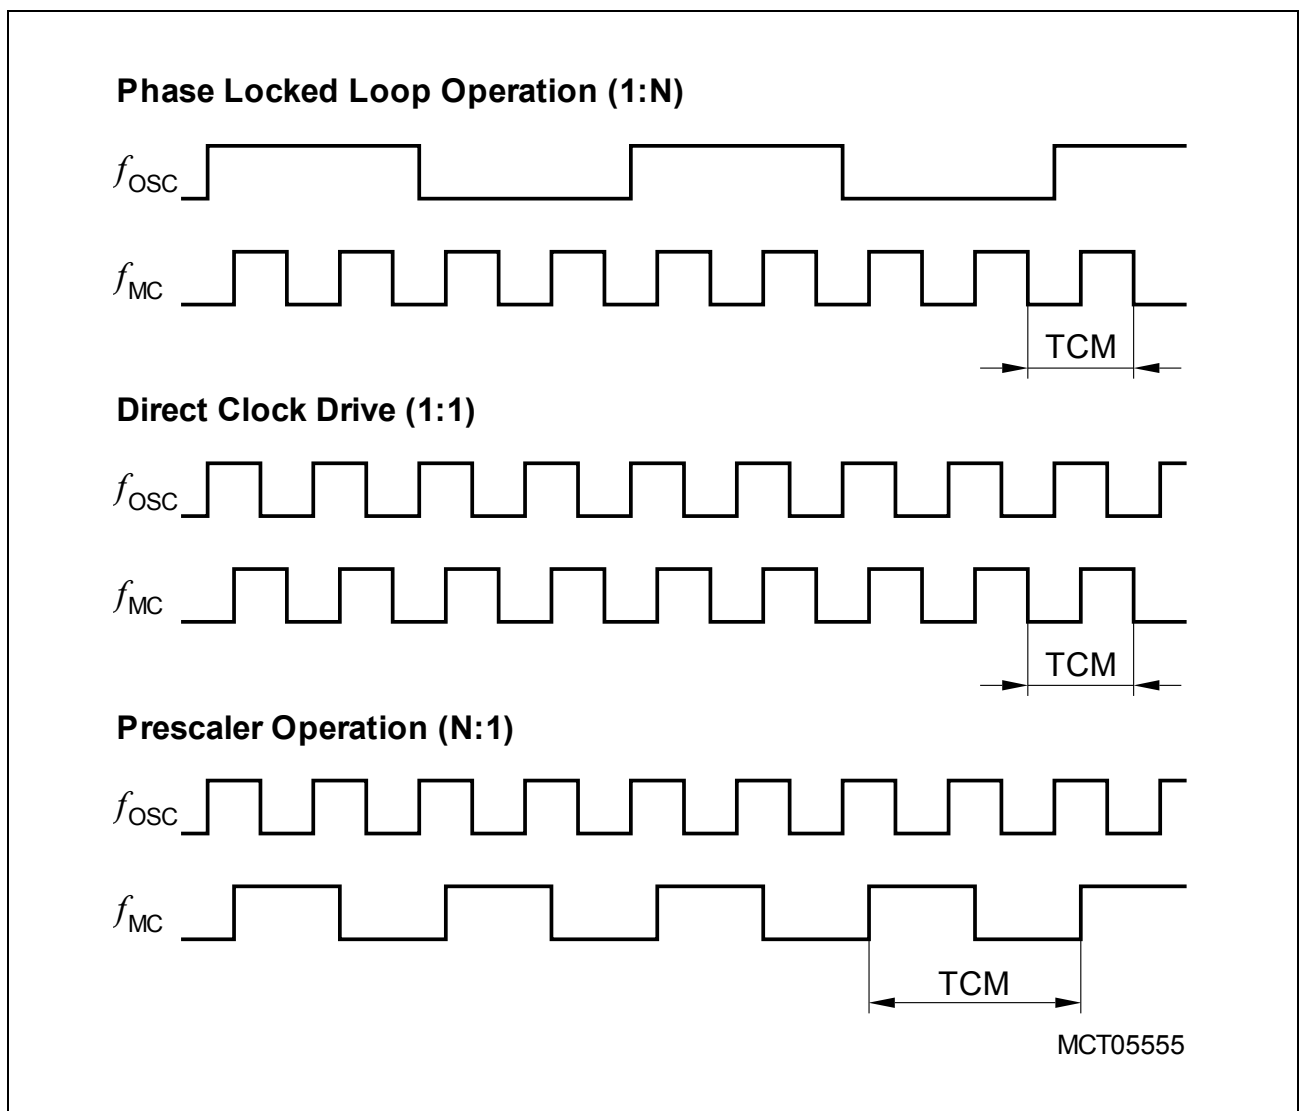 Phase Locked Loop Operation (1:N)
fOSC
fMC
TCM
Direct Clock Drive (1:1)
fOSC
fMC
TCM
Prescaler Operation (N:1)
fOSC
fMC
TCM
MCT05555